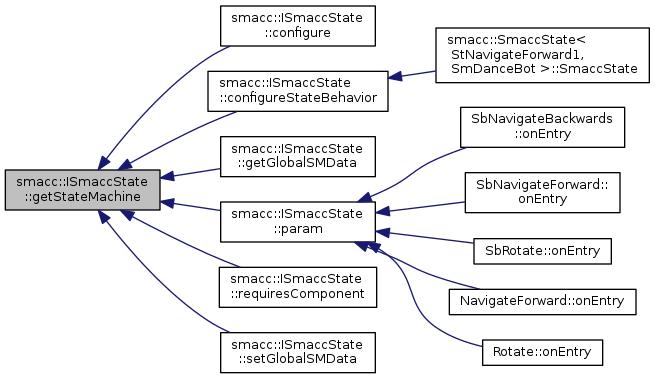 smacc::ISmaccState
::getStateMachine
smacc::ISmaccState
::configure
smacc::ISmaccState
::configureStateBehavior
smacc::ISmaccState
::getGlobalSMData
smacc::ISmaccState
::param
smacc::ISmaccState
::requiresComponent
smacc::ISmaccState
::setGlobalSMData
smacc::SmaccState<
StNavigateForward1,
SmDanceBot >::SmaccState
SbNavigateBackwards
::onEntry
SbNavigateForward::
onEntry
SbRotate::onEntry
NavigateForward::onEntry
Rotate::onEntry